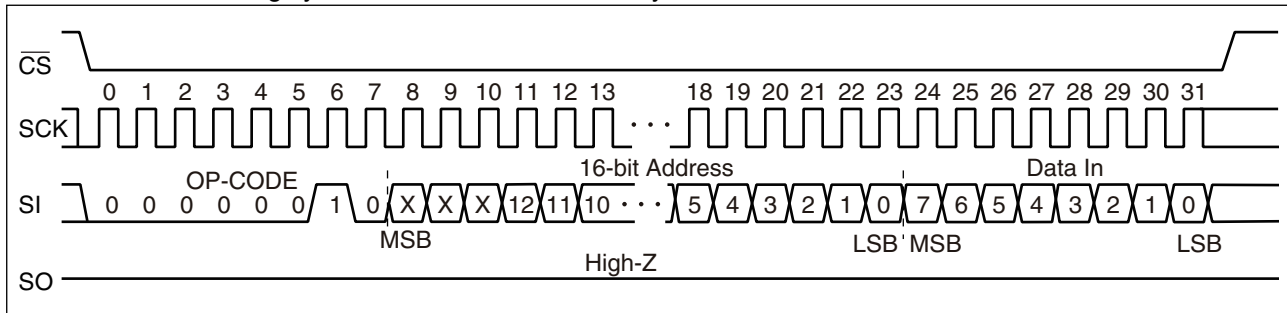 CS
0 1 2 3 4 5 6 7 8 9 10 11 12 13 18 19 20 21 22 23 24 25 26 27 28 29 30 31
SCK ···
OP-CODE 16-bit Address Data In
SI 0 0 0 0 0 0 1 0 X X X 12 11 10 ··· 5 4 3 2 1 0 7 6 5 4 3 2 1 0
MSB LSB MSB LSB
High-Z
SO